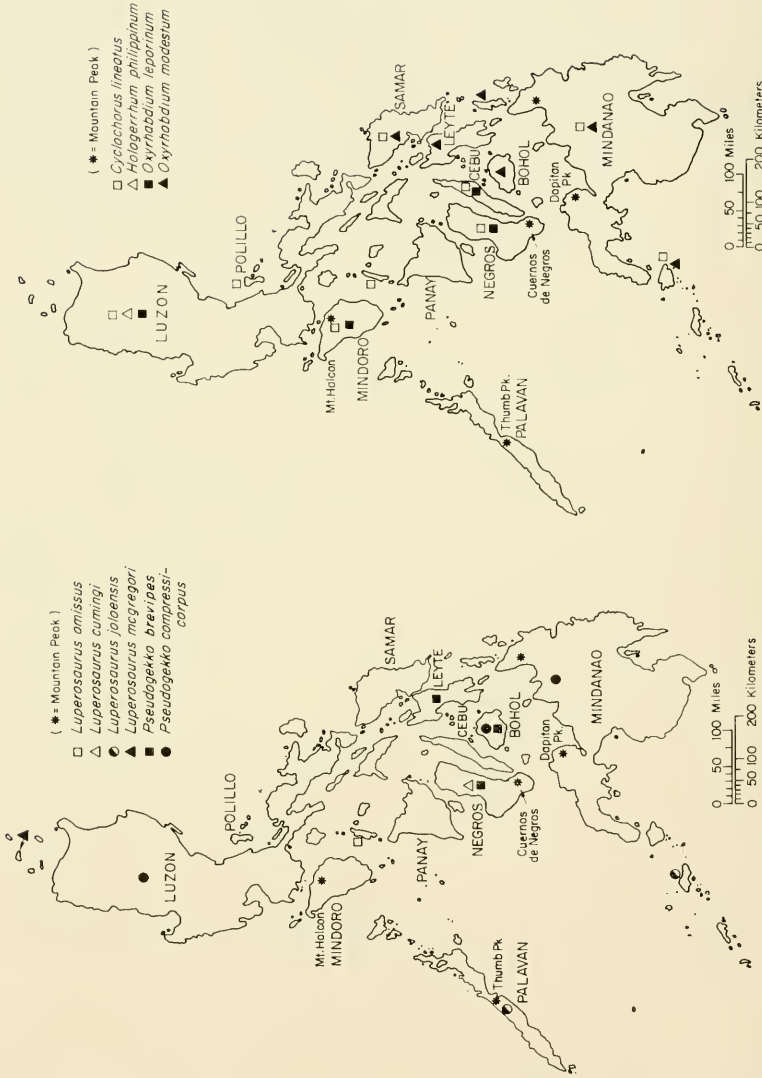 ( ✱ = Mountain Peak )
□ Luperosaurus amissus
△ Luperosaurus cumingi
Luperosaurus joloensis
▲ Luperosaurus mcgregori
■ Pseudogekko brevipes
● Pseudogekko compressi-
corpus
LUZON
POLILLO
Mt. Halcon
MINDORO
SAMAR
LEYTE
PANAY
CEBU
NEGROS
BOHOL
Cuernos
de Negros
Dapitan
Pk.
Thumb Pk
PALAVAN
MINDANAO
0 50 100 Miles
0 50 100 200 Kilometers
( ✱ = Mountain Peak )
□ Cyclochorus lineatus
△ Hologerrhum philippinum
■ Oxyrhabdium leporinum
▲ Oxyrhabdium modestum
LUZON
POLILLO
Mt. Halcon
MINDORO
SAMAR
LEYTE
PANAY
CEBU
NEGROS
BOHOL
Cuernos
de Negros
Dapitan
Pk
Thumb Pk.
PALAVAN
MINDANAO
0 50 100 Miles
0 50 100 200 Kilometers